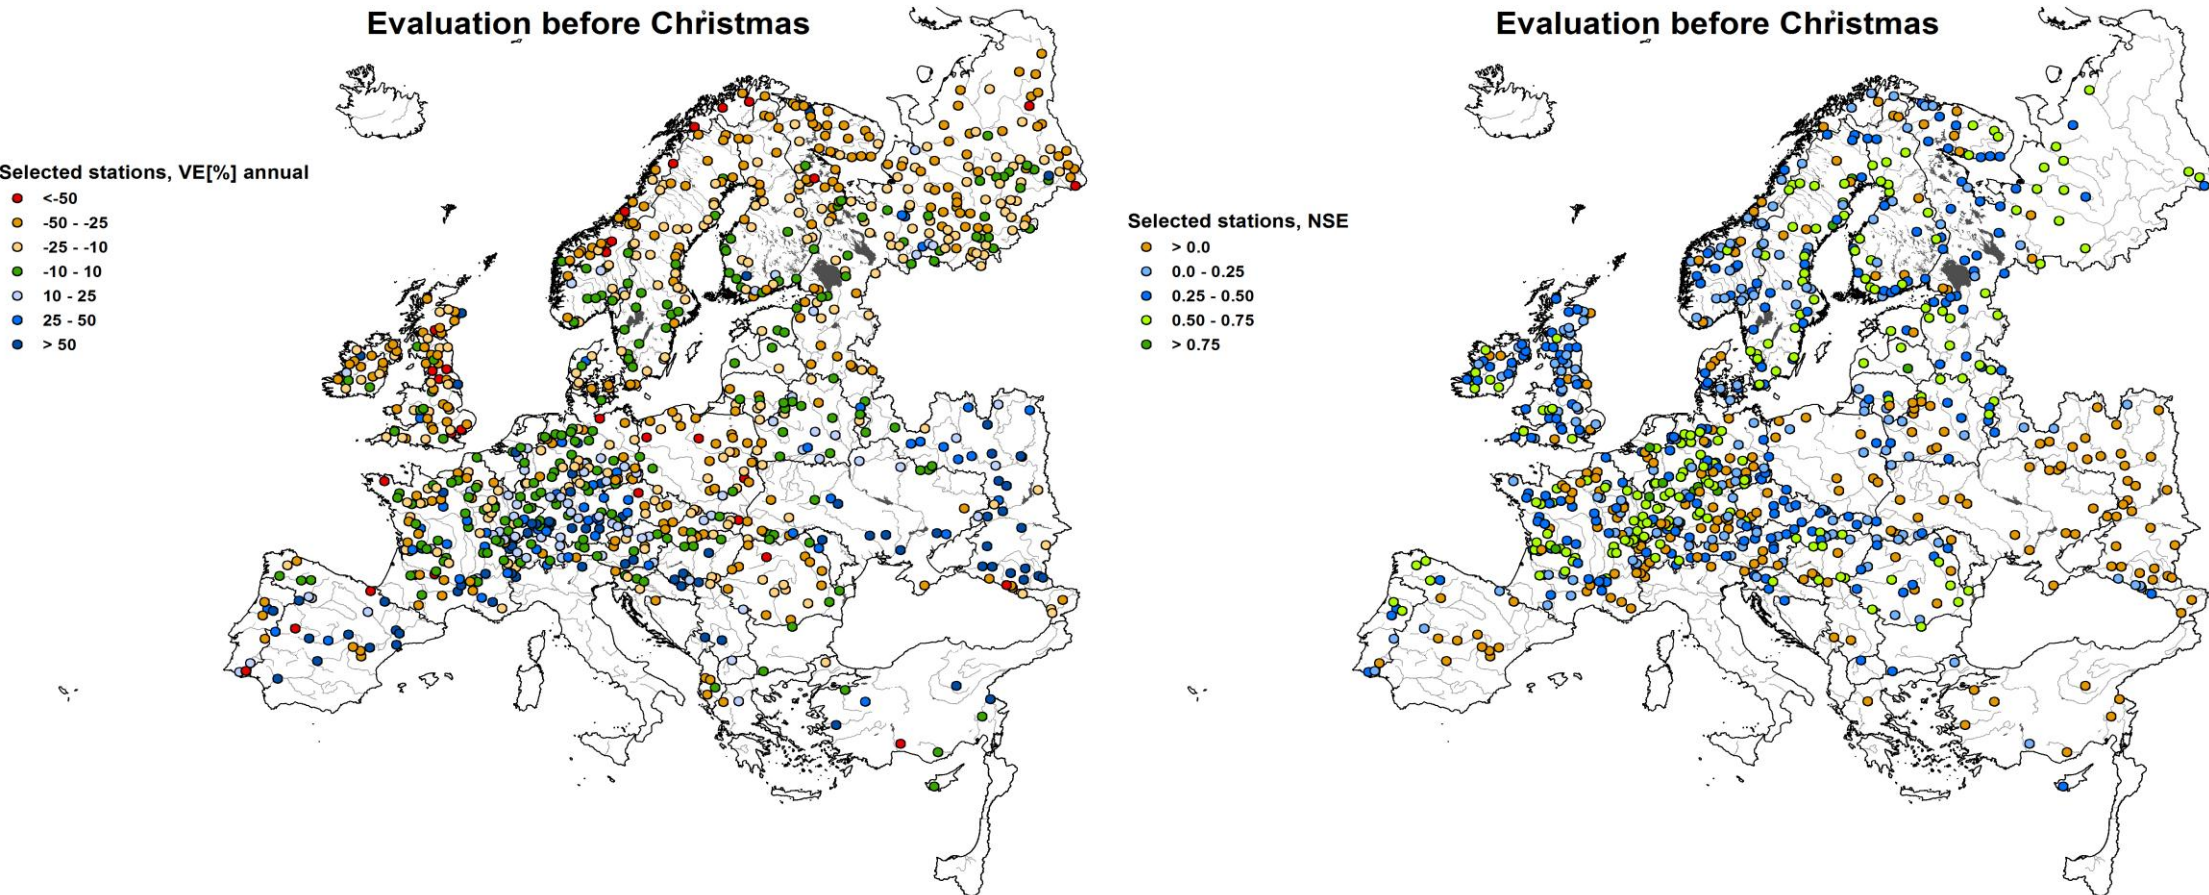 Evaluation before Christmas
Selected stations, VE[%] annual
<-50
-50 - -25
-25 - -10
-10 - 10
10 - 25
25 - 50
> 50
Evaluation before Christmas
Selected stations, NSE
> 0.0
0.0 - 0.25
0.25 - 0.50
0.50 - 0.75
> 0.75